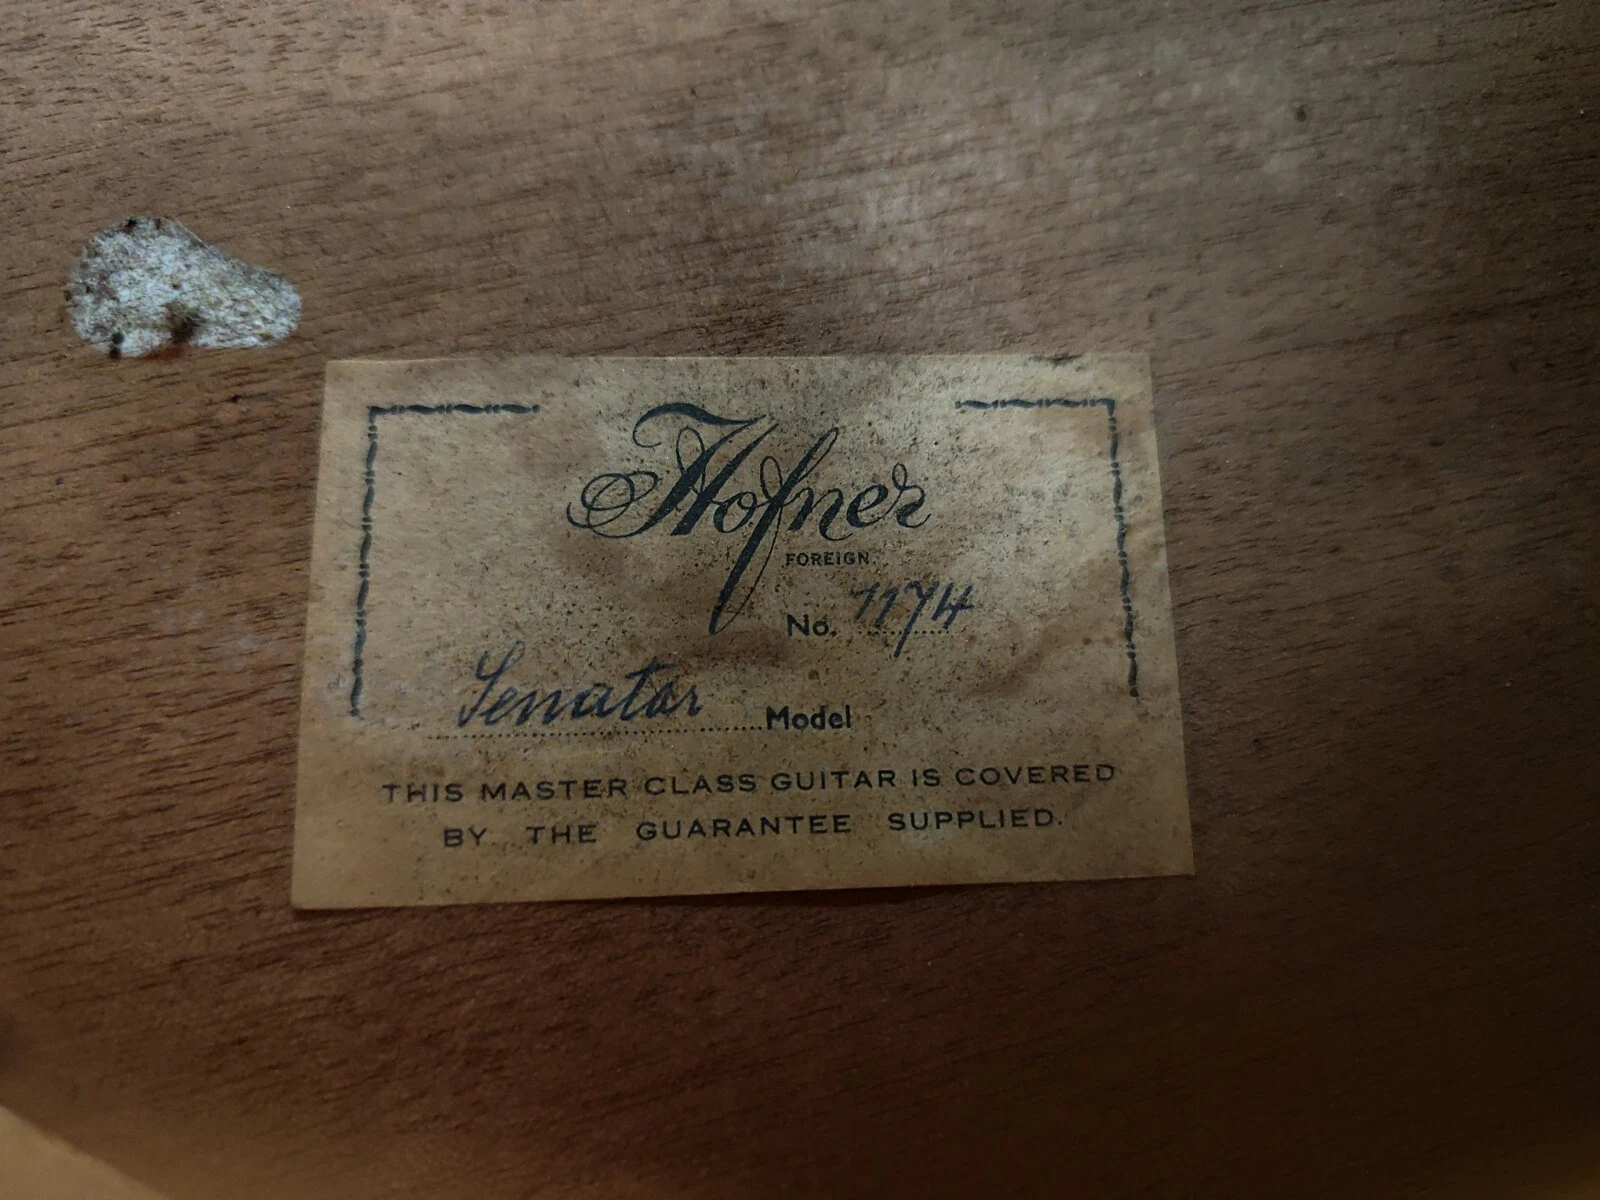 Hofner
FOREIGN.
No. 7174
Senator Model
THIS MASTER CLASS GUITAR IS COVERED
BY THE GUARANTEE SUPPLIED.